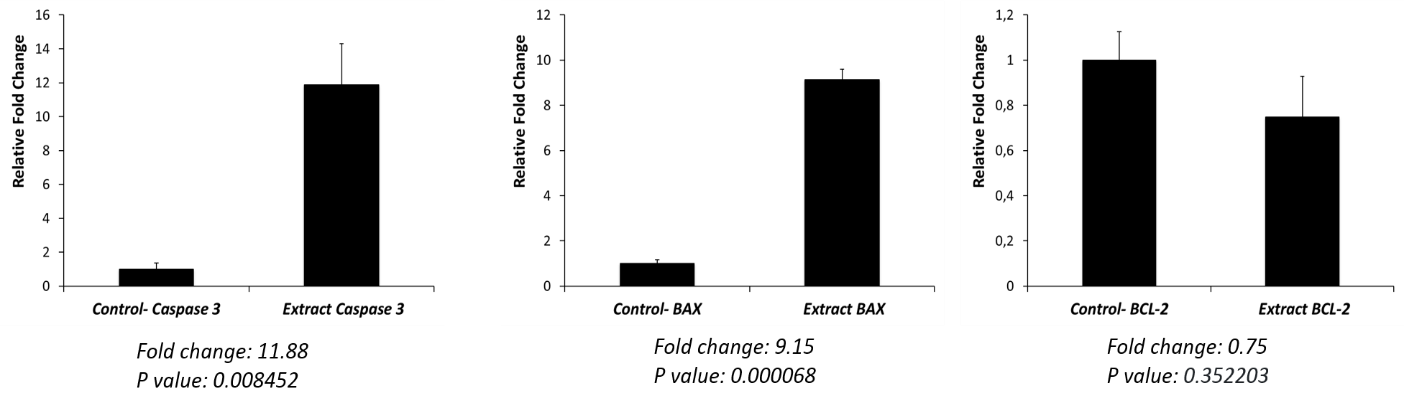 Relative Fold Change
16
14
12
10
8
6
4
2
0
Control- Caspase 3
Extract Caspase 3
Fold change: 11.88
P value: 0.008452
Relative Fold Change
12
10
8
6
4
2
0
Control- BAX
Extract BAX
Fold change: 9.15
P value: 0.000068
Relative Fold Change
1,2
1
0,8
0,6
0,4
0,2
0
Control- BCL-2
Extract BCL-2
Fold change: 0.75
P value: 0.352203